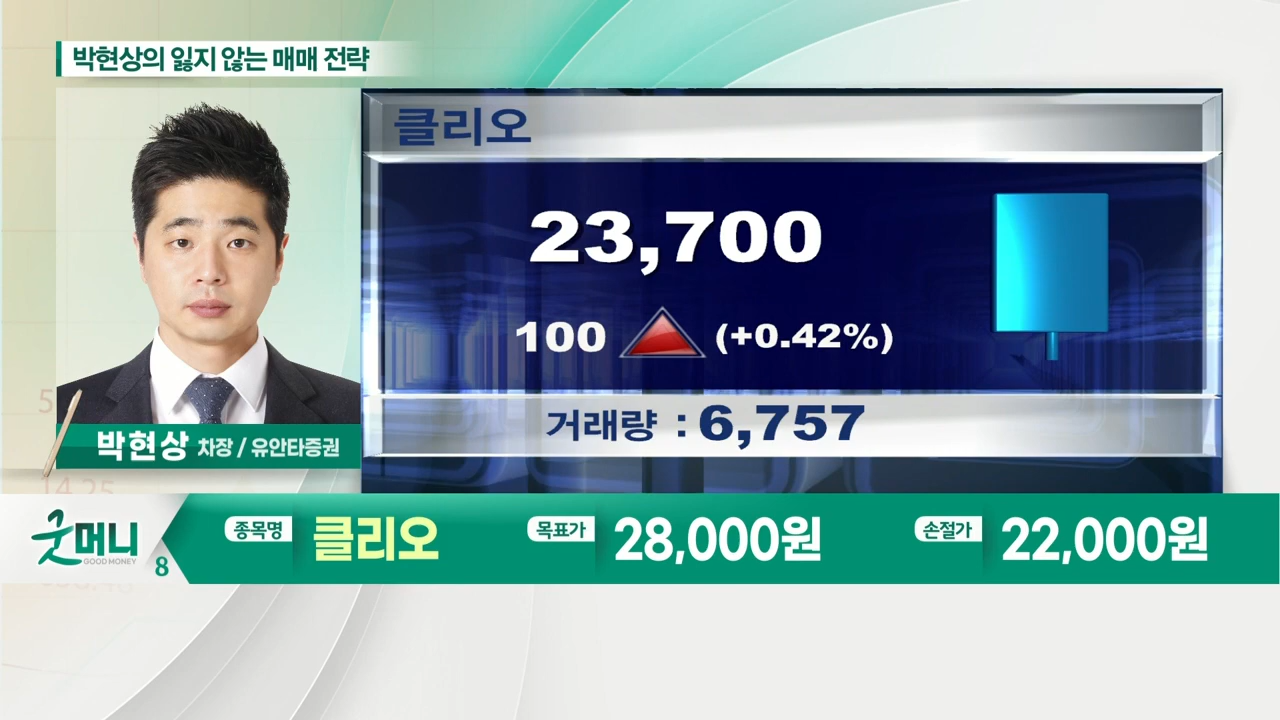 박현상의 잃지 않는 매매 전략
클리오
23,700
100 (+0.42%)
거래량 : 6,757
박현상 차장 / 유안타증권
굿머니
GOOD MONEY
8
종목명 클리오 목표가 28,000원 손절가 22,000원